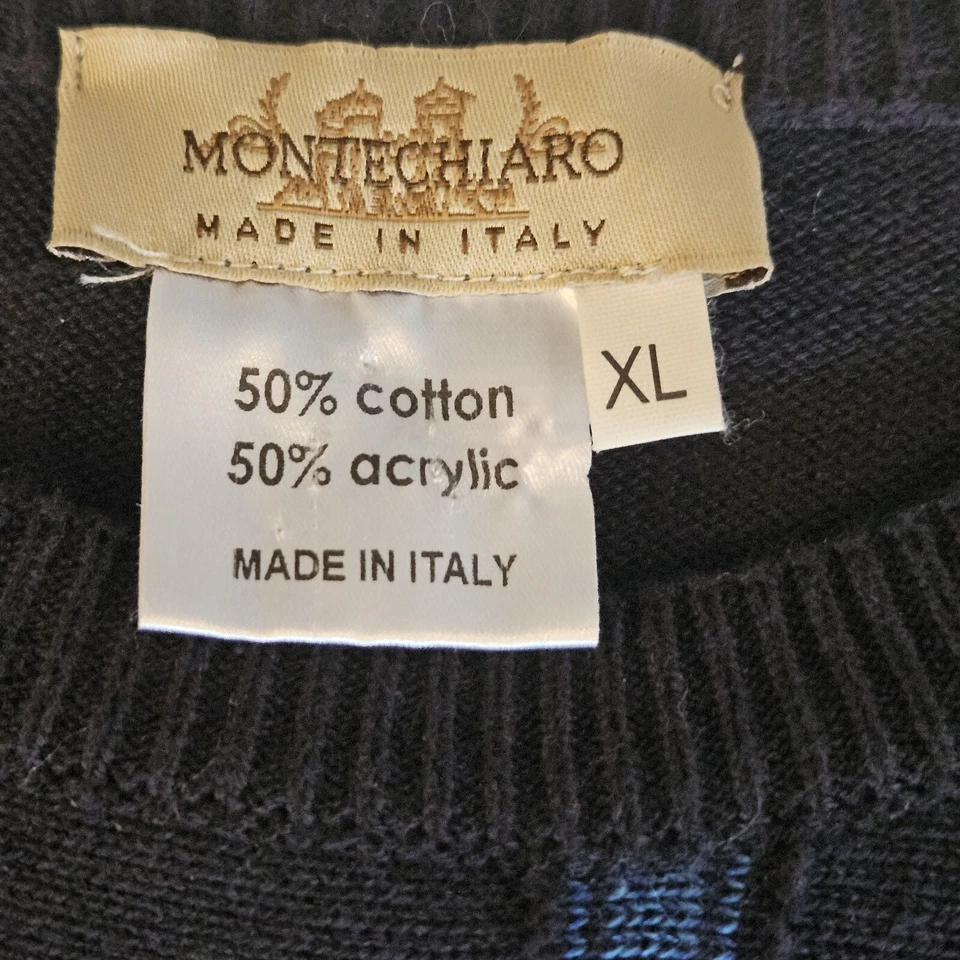 MONTECHIARO
MADE IN ITALY
XL
50% cotton
50% acrylic
MADE IN ITALY